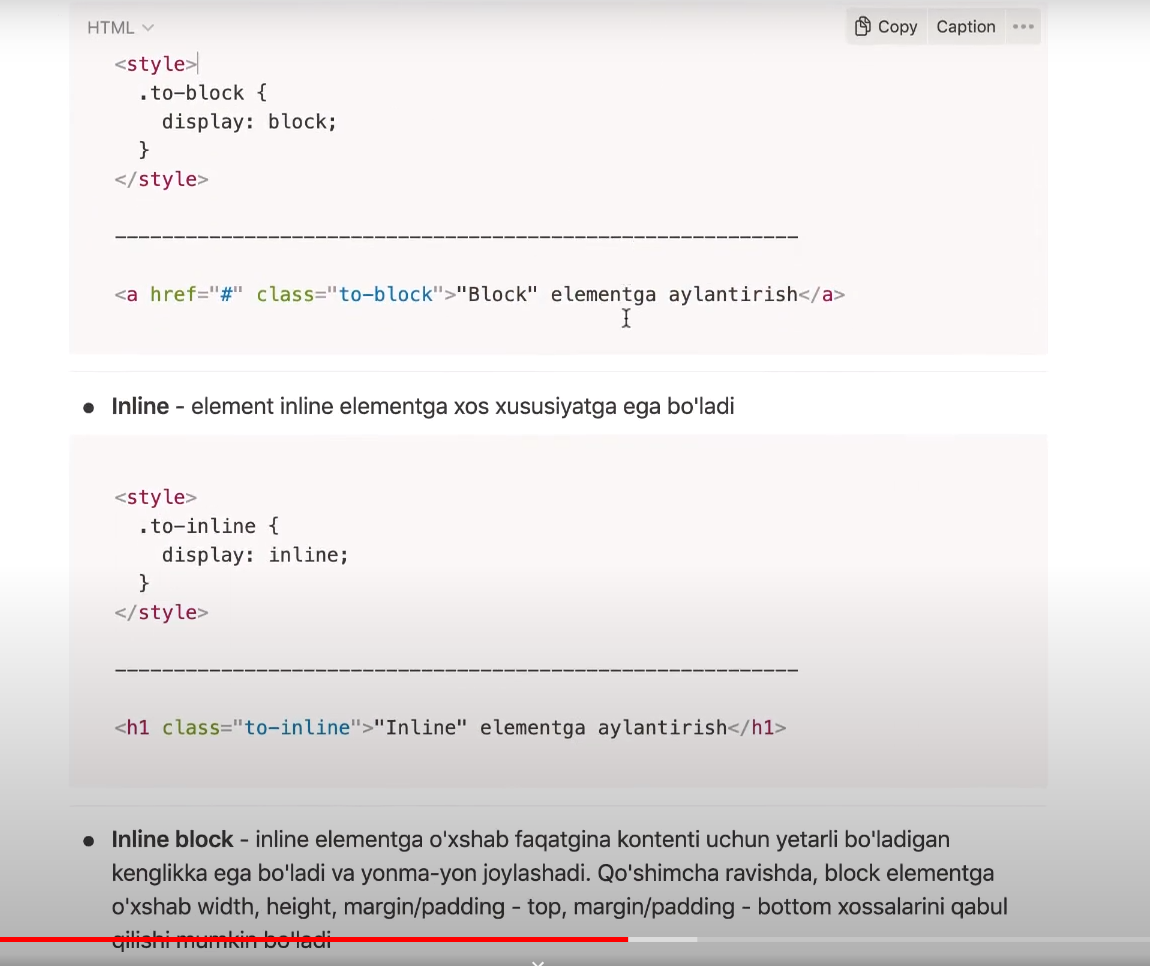 HTML
Copy Caption
<style>
.to-block {
display: block;
}
</style>
----------------------------------------------------------
<a href="#" class="to-block">"Block" elementga aylantirish</a>
● Inline - element inline elementga xos xususiyatga ega bo'ladi
<style>
.to-inline {
display: inline;
}
</style>
----------------------------------------------------------
<h1 class="to-inline">"Inline" elementga aylantirish</h1>
● Inline block - inline elementga o'xshab faqatgina kontenti uchun yetarli bo'ladigan
kenglikka ega bo'ladi va yonma-yon joylashadi. Qo'shimcha ravishda, block elementga
o'xshab width, height, margin/padding - top, margin/padding - bottom xossalarini qabul
qilishi mumkin bo'ladi